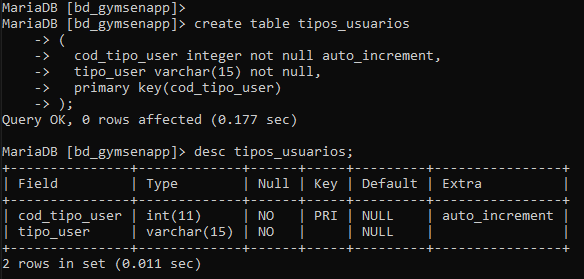 MariaDB [bd_gymsenapp]>
MariaDB [bd_gymsenapp]> create table tipos_usuarios
    -> (
    ->   cod_tipo_user integer not null auto_increment,
    ->   tipo_user varchar(15) not null,
    ->   primary key(cod_tipo_user)
    -> );
Query OK, 0 rows affected (0.177 sec)

MariaDB [bd_gymsenapp]> desc tipos_usuarios;
+---------------+-------------+------+-----+---------+----------------+
| Field         | Type        | Null | Key | Default | Extra          |
+---------------+-------------+------+-----+---------+----------------+
| cod_tipo_user | int(11)     | NO   | PRI | NULL    | auto_increment |
| tipo_user     | varchar(15) | NO   |     | NULL    |                |
+---------------+-------------+------+-----+---------+----------------+
2 rows in set (0.011 sec)